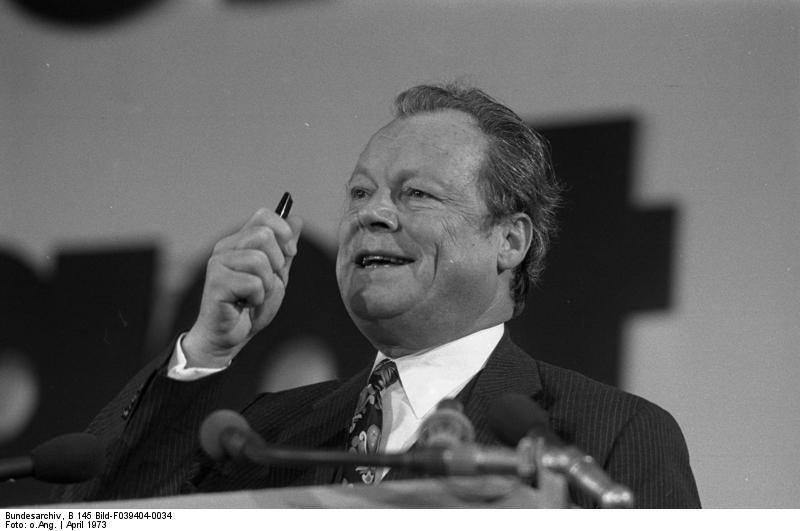 Bundesarchiv, B 145 Bild-F039404-0034
Foto: o.Ang. | April 1973